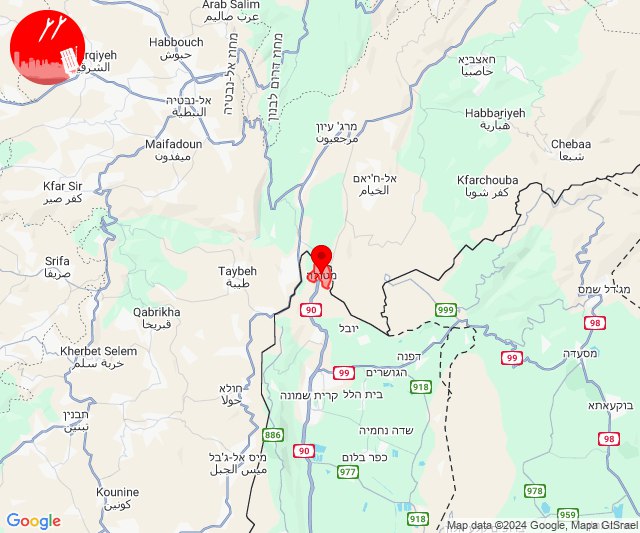 Arab Salim
عرب صاليم
Habbouch
حبوش
מחוז אל-נבטיה
מחוז דרום לבנון
rqiyeh
الشرقية
חאצביא
حاصبيا
אל-נבטיה
النبطية
מרג' עיון
مرجعيون
Habbariyeh
هبارية
Maifadoun
ميفدون
Chebaa
شبعا
אל-ח'יאם
الخيام
Kfarchouba
كفر شوبا
Kfar Sir
كفر صير
Srifa
صريفا
Taybeh
طيبة
מטולה
מג'דל שמס
90
999
Qabrikha
قبريخا
יובל
98
Kherbet Selem
خربة سلم
דפנה
99
מסעדה
הגושרים
99
918
חולא
حولا
קרית שמונה
בית הלל
תבנין
تبنين
בוקעאתא
886
שדה נחמיה
98
90
מיס אל-ג'בל
ميس الجبل
כפר בלום
977
Kounine
كونين
978
918
959
Google
Map data ©2024 Google, Mapa GISrael